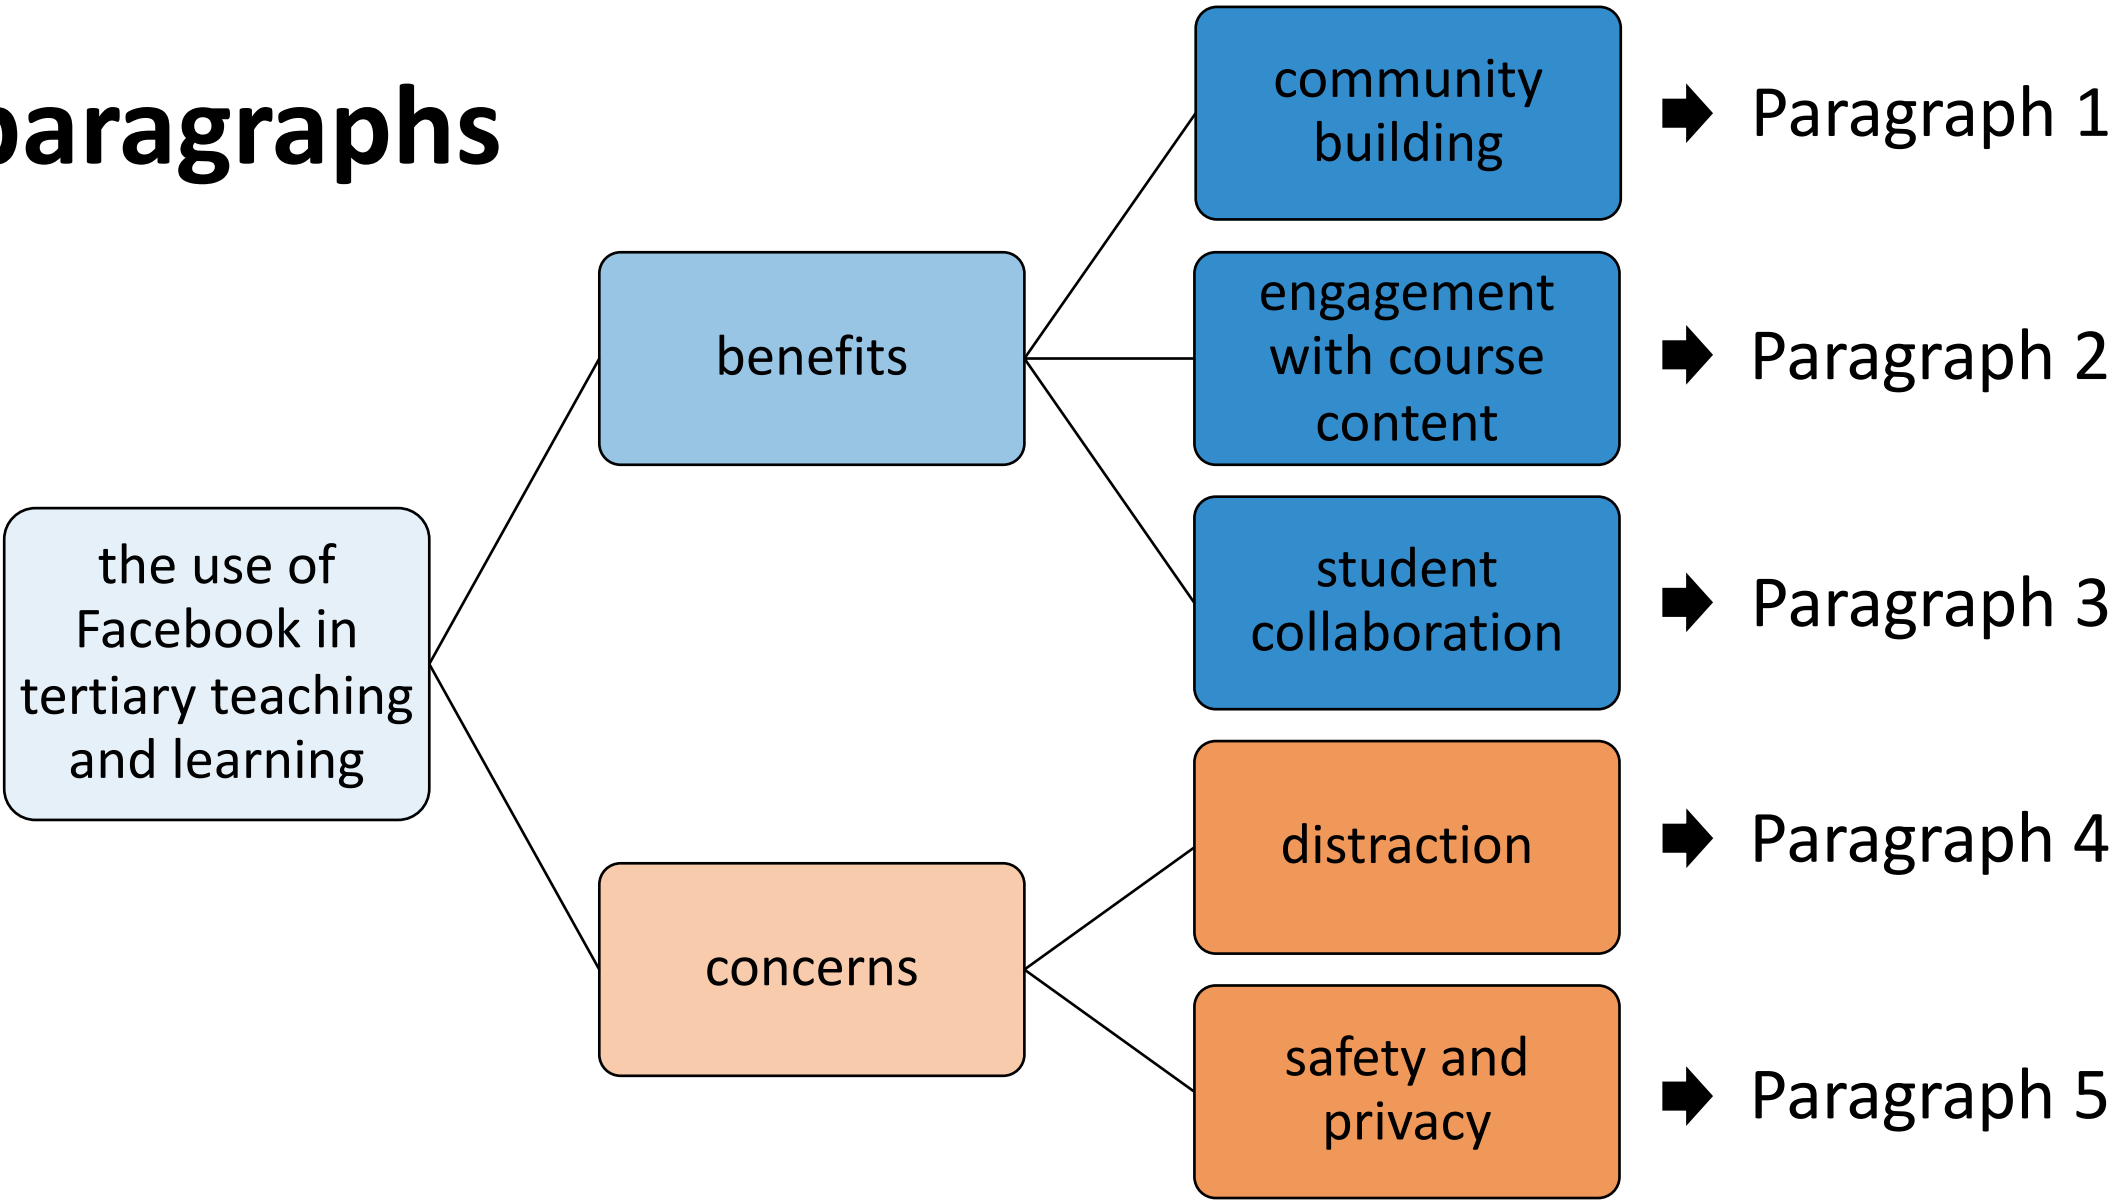 paragraphs
community
building
Paragraph 1
engagement
with course
content
Paragraph 2
benefits
student
collaboration
Paragraph 3
the use of
Facebook in
tertiary teaching
and learning
distraction
Paragraph 4
concerns
safety and
privacy
Paragraph 5